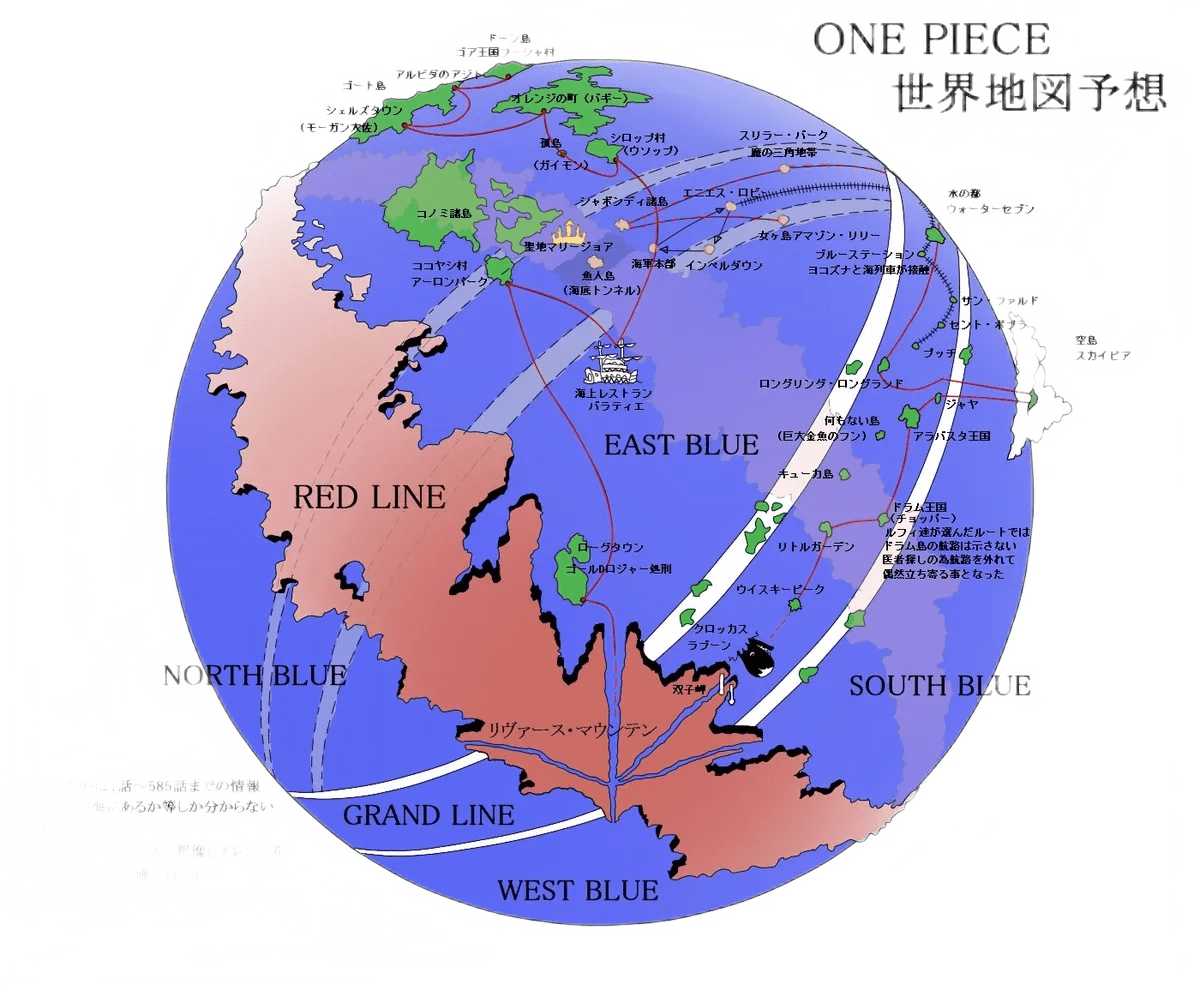 ONE PIECE
世界地図予想
ドーン島
ゴア王国フーシャ村
アルビダのアジト
ゴート島
シェルズタウン
(モーガン大佐)
オレンジの町(バギー)
孤島
(ガイモン)
シロップ村
(ウソップ)
スリラー・バーク
魔の三角地帯
エニエス・ロビー
シャボンディ諸島
水の都
ウォーターセブン
コノミ諸島
聖地マリージョア
女ヶ島アマゾン・リリー
海軍本部
インペルダウン
ブルーステーション
ヨコズナと海列車が接触
ココヤシ村
アーロンパーク
魚人島
(海底トンネル)
サン・ファルド
セント・ポプラ
プッチ
空島
スカイピア
海上レストラン
バラティエ
ロングリング・ロングランド
ジャヤ
何もない島
(巨大金魚のフン)
アラバスタ王国
EAST BLUE
キューカ島
RED LINE
ドラム王国
(チョッパー)
ルフィ達が選んだルートでは
ドラム島の航路は示さない
医者探しの為航路を外れて
偶然立ち寄る事となった
リトルガーデン
ローグタウン
ゴールDロジャー処刑
ウイスキーピーク
クロッカス
ラブーン
NORTH BLUE
双子岬
SOUTH BLUE
リヴァース・マウンテン
話～585話までの情報
あるか等しか分からない
GRAND LINE
WEST BLUE